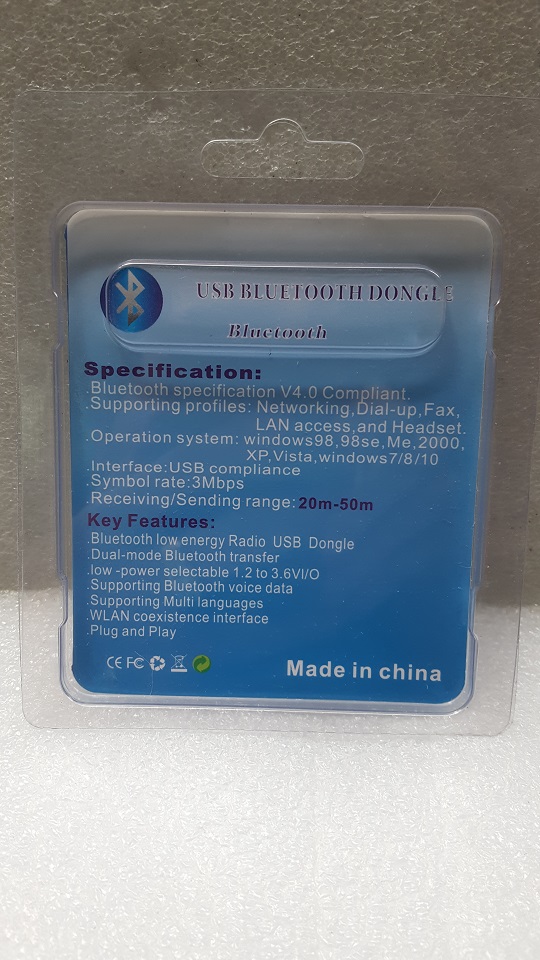 USB BLUETOOTH DONGLE
Bluetooth
Specification:
.Bluetooth specification V4.0 Compliant.
.Supporting profiles: Networking,Dial-up,Fax,
LAN access,and Headset.
.Operation system: windows98,98se,Me,2000,
XP,Vista,windows7/8/10
.Interface:USB compliance
.Symbol rate:3Mbps
.Receiving/Sending range: 20m-50m
Key Features:
.Bluetooth low energy Radio USB Dongle
.Dual-mode Bluetooth transfer
.low -power selectable 1.2 to 3.6VI/O
.Supporting Bluetooth voice data
.Supporting Multi languages
.WLAN coexistence interface
.Plug and Play
CE FC
Made in china